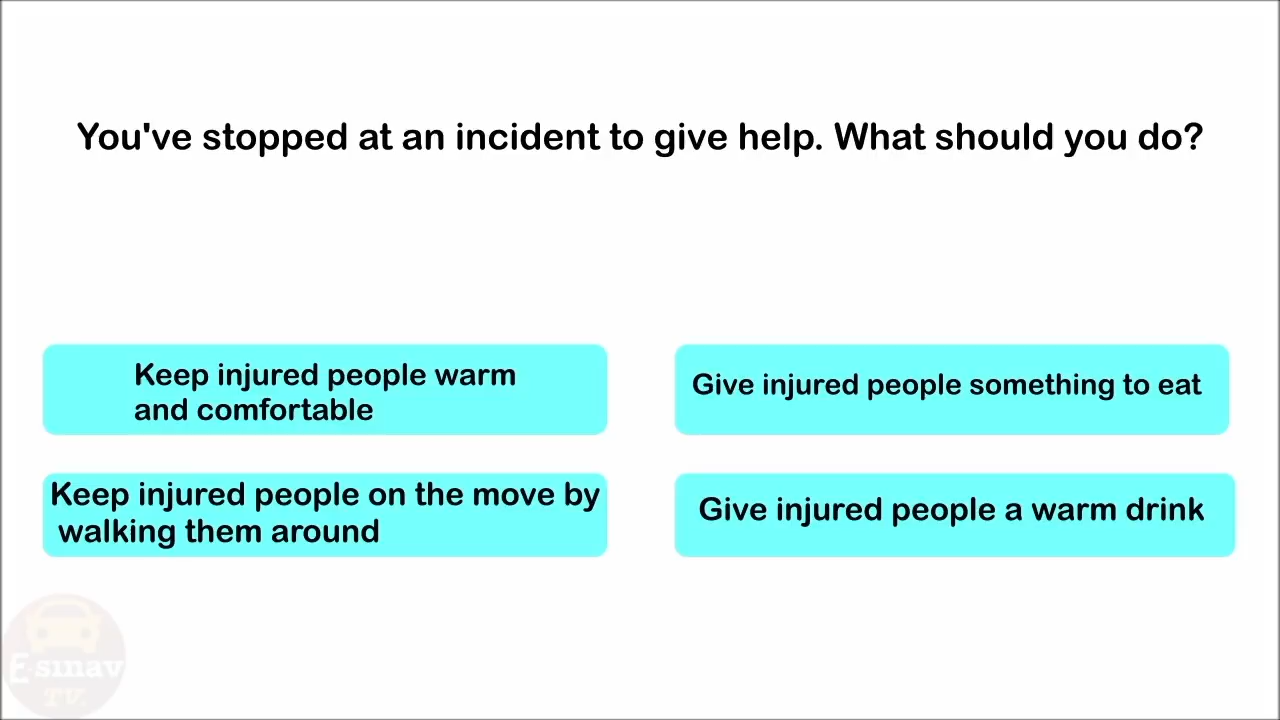 You've stopped at an incident to give help. What should you do?
Keep injured people warm
and comfortable
Give injured people something to eat
Keep injured people on the move by
walking them around
Give injured people a warm drink
E-sınav
TV.